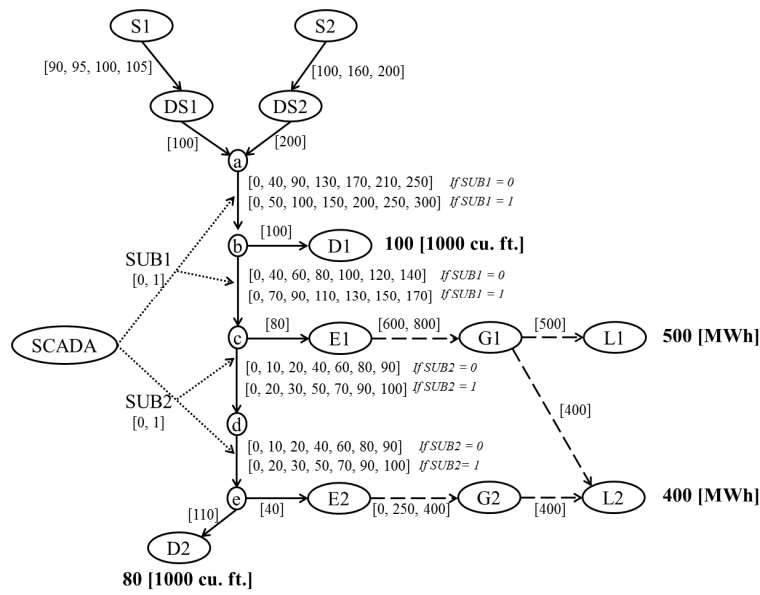 S1
S2
[90, 95, 100, 105]
[100, 160, 200]
DS1
DS2
[100]
[200]
a
[0, 40, 90, 130, 170, 210, 250] If SUB1 = 0
[0, 50, 100, 150, 200, 250, 300] If SUB1 = 1
b
[100]
D1
100 [1000 cu. ft.]
SUB1
[0, 1]
[0, 40, 60, 80, 100, 120, 140] If SUB1 = 0
[0, 70, 90, 110, 130, 150, 170] If SUB1 = 1
SCADA
c
[80]
E1
[600, 800]
G1
[500]
L1
500 [MWh]
[0, 10, 20, 40, 60, 80, 90] If SUB2 = 0
[0, 20, 30, 50, 70, 90, 100] If SUB2 = 1
SUB2
[0, 1]
[400]
d
[0, 10, 20, 40, 60, 80, 90] If SUB2 = 0
[0, 20, 30, 50, 70, 90, 100] If SUB2= 1
e
[40]
E2
[0, 250, 400]
G2
[400]
L2
400 [MWh]
[110]
D2
80 [1000 cu. ft.]